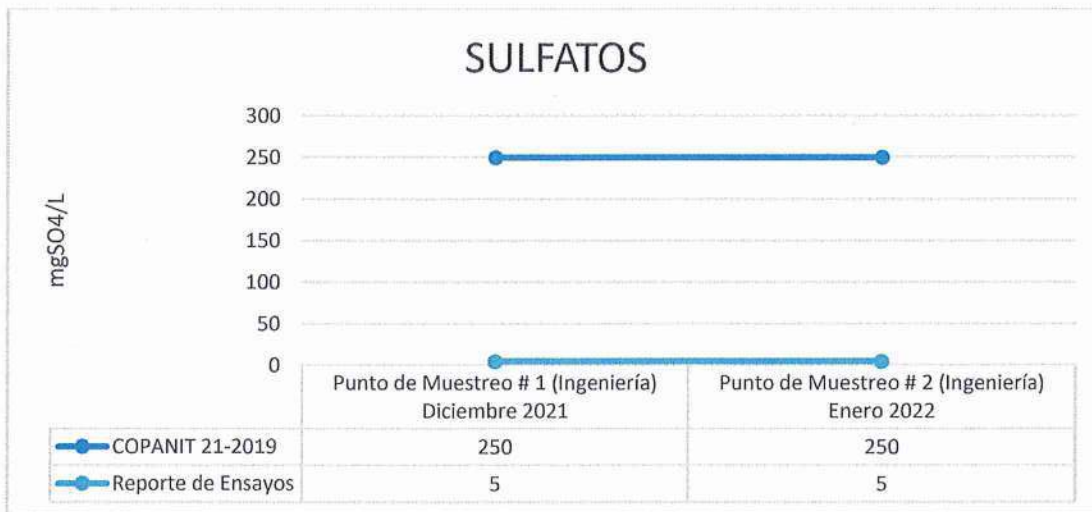 SULFATOS
mgSO4/L
300
250
200
150
100
50
0
Punto de Muestreo # 1 (Ingeniería) Punto de Muestreo # 2 (Ingeniería)
Diciembre 2021 Enero 2022
COPANIT 21-2019 250 250
Reporte de Ensayos 5 5